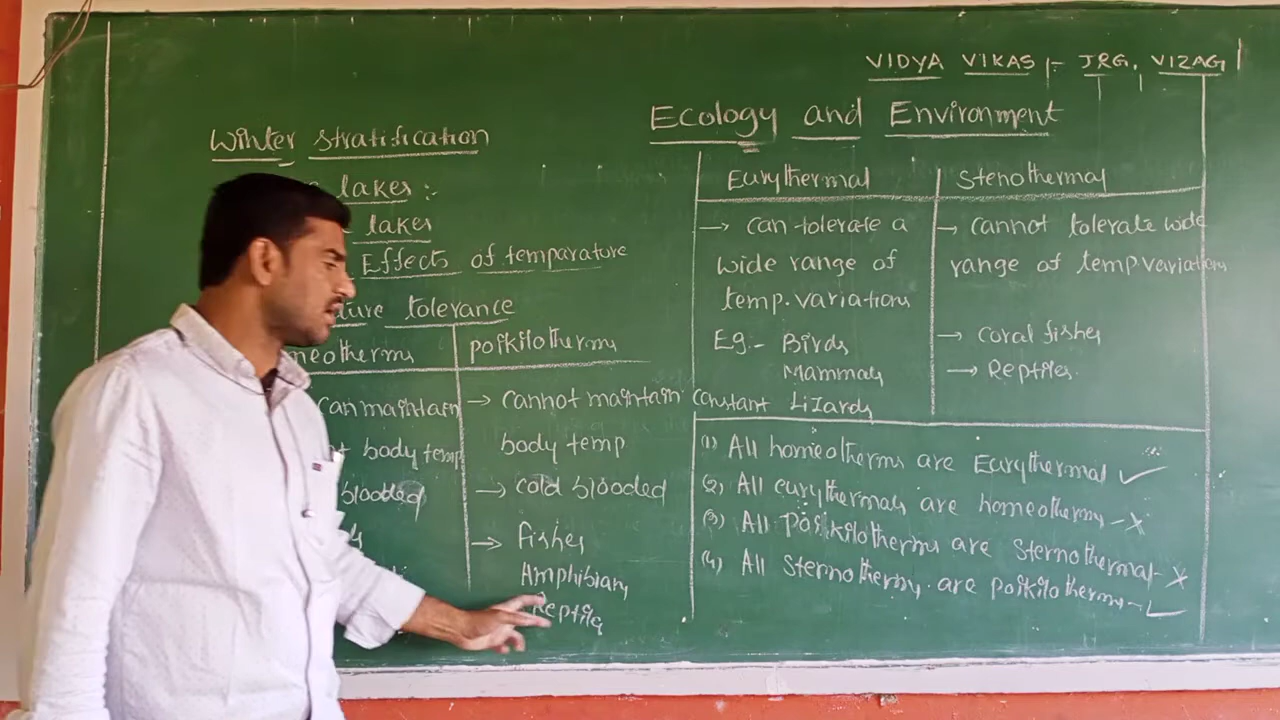 VIDYA VIKAS :- JRG, VIZAG
Ecology and Environment
Winter stratification
lakes :-
lakes
Effects of temparature
ture tolerance
meotherms
poikilotherms
can maintain
body temp
blooded
→ cannot maintain constant
body temp
→ cold blooded
→ Fishes
Amphibians
Reptiles
Eurythermal
→ can tolerate a
wide range of
temp. variations
Eg:- Birds
Mammals
Lizards
Stenothermal
→ cannot tolerate wide
range of temp variations
→ coral fishes
→ Reptiles.
(1) All homeotherms are Eurythermal ✓
(2) All eurythermals are homeotherms - ×
(3) All poikilotherms are Sternothermal - ×
(4) All sternotherms. are poikilotherms - ✓